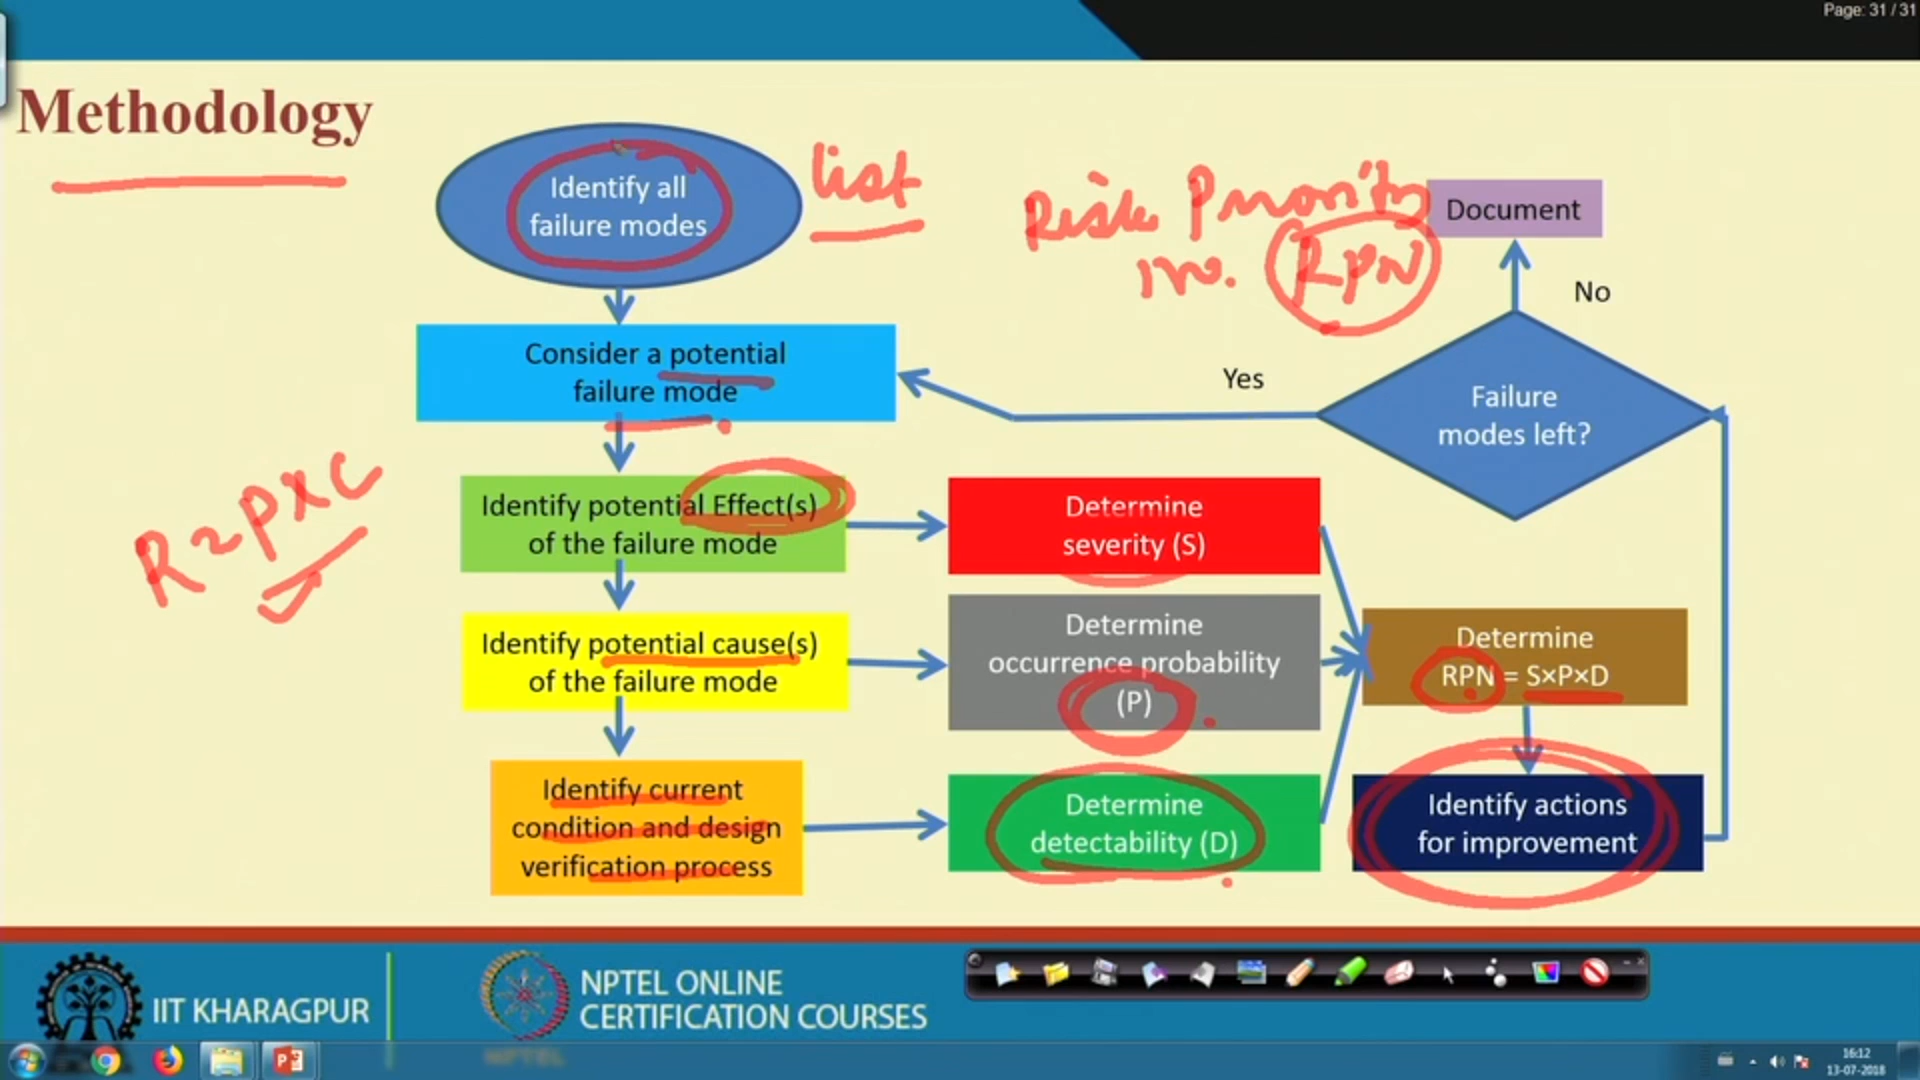 Page: 31 / 31
Methodology
Identify all
failure modes
list
Risk Priority
no. RPN
Document
No
Consider a potential
failure mode
Yes
Failure
modes left?
R = P x C
Identify potential Effect(s)
of the failure mode
Determine
severity (S)
Identify potential cause(s)
of the failure mode
Determine
occurrence probability
(P)
Determine
RPN = S×P×D
Identify current
condition and design
verification process
Determine
detectability (D)
Identify actions
for improvement
IIT KHARAGPUR
NPTEL ONLINE
CERTIFICATION COURSES
NPTEL
16:12
13-07-2018